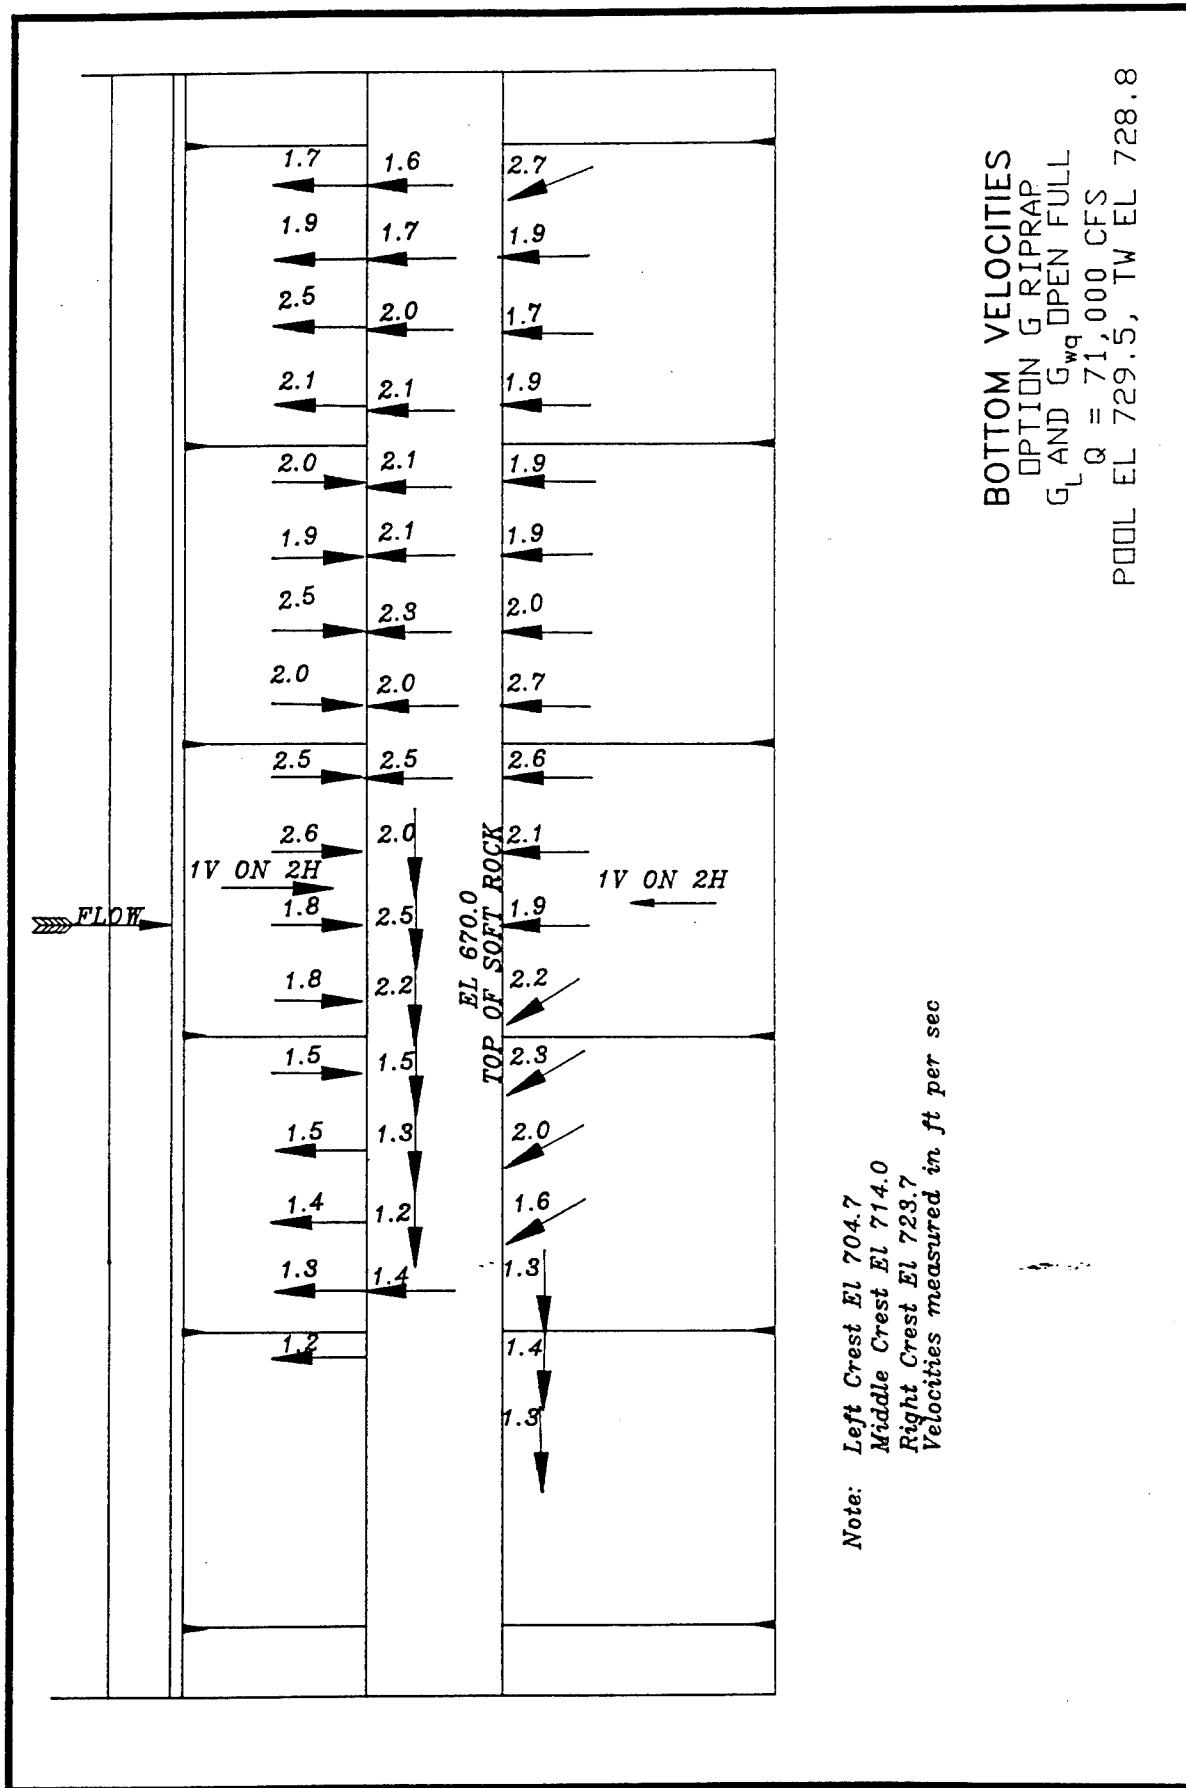 1.7 1.6 2.7
1.9 1.7 1.9
2.5 2.0 1.7
2.1 2.1 1.9
2.0 2.1 1.9
1.9 2.1 1.9
2.5 2.3 2.0
2.0 2.0 2.7
2.5 2.5 2.6
2.6 2.0 2.1
1V ON 2H
1V ON 2H
FLOW
1.8 2.5 1.9
1.8 2.2 2.2
1.5 1.5 2.3
1.5 1.3 2.0
1.4 1.2 1.6
1.3 1.4 1.3
1.2 1.4
1.3
EL 670.0
TOP OF SOFT ROCK
Note: Left Crest El 704.7
Middle Crest El 714.0
Right Crest El 723.7
Velocities measured in ft per sec
BOTTOM VELOCITIES
OPTION G RIPRAP
GL AND Gwq OPEN FULL
Q = 71,000 CFS
POOL EL 729.5, TW EL 728.8